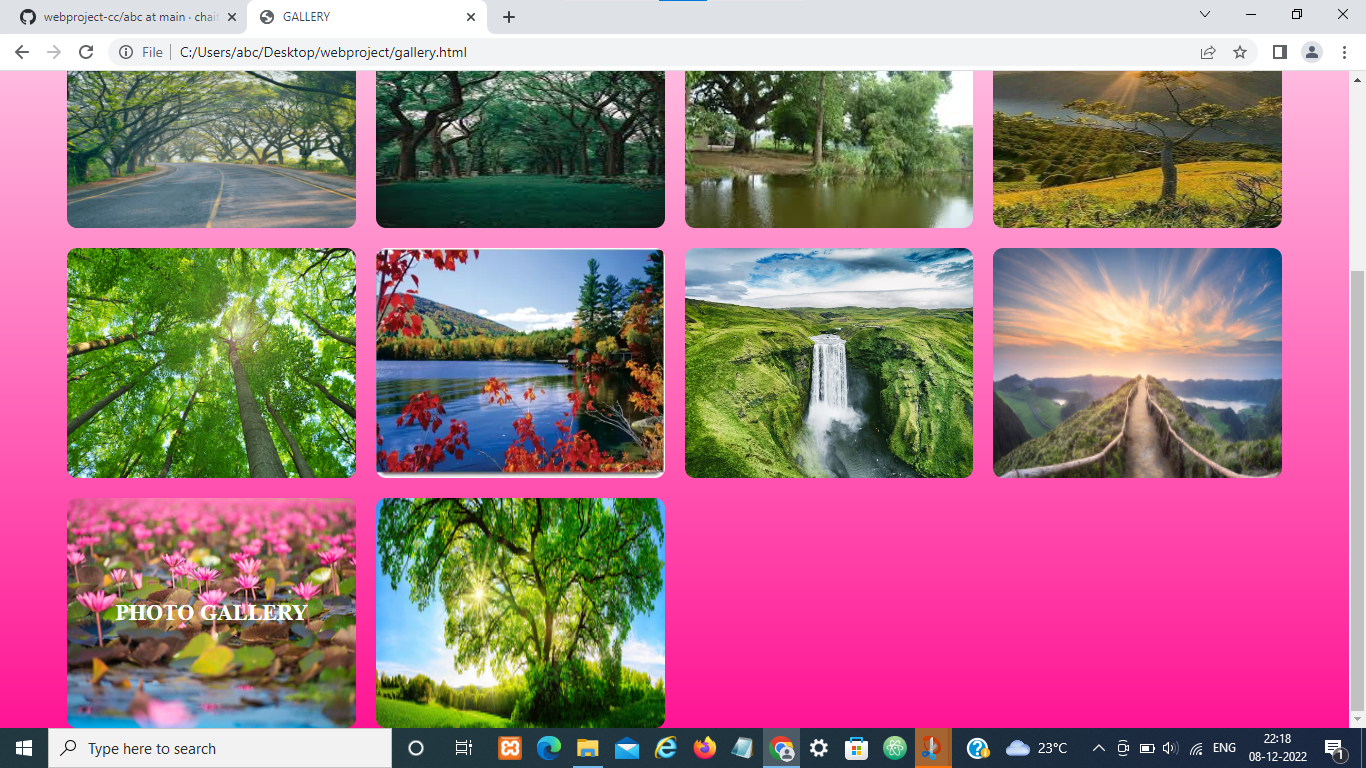 webproject-cc/abc at main · chait
GALLERY
File
C:/Users/abc/Desktop/webproject/gallery.html
PHOTO GALLERY
Type here to search
23°C
ENG
22:18
08-12-2022
1